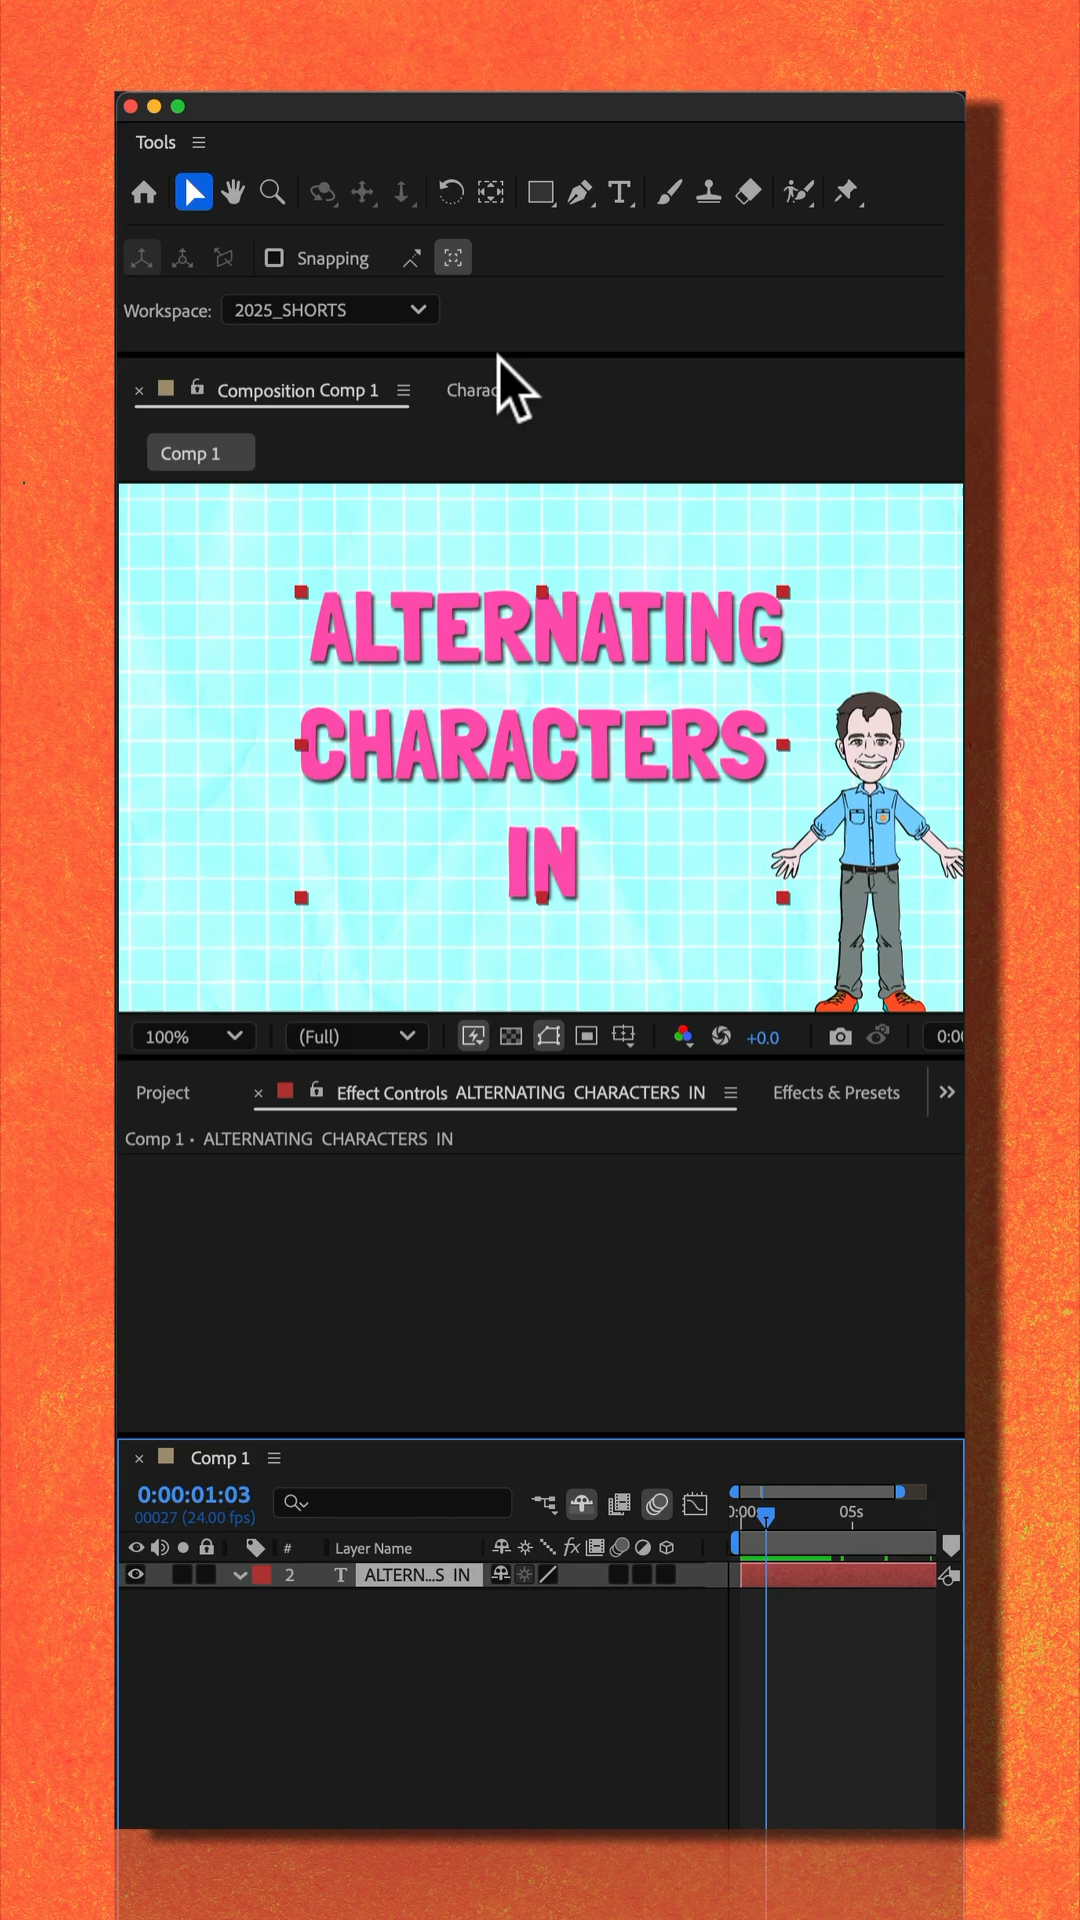 Tools
Snapping
Workspace: 2025_SHORTS
Composition Comp 1
Comp 1
ALTERNATING
CHARACTERS
IN
100% (Full) +0.0
Project Effect Controls ALTERNATING CHARACTERS IN Effects & Presets
Comp 1 • ALTERNATING CHARACTERS IN
Comp 1
0:00:01:03
00027 (24.00 fps)
05s
# Layer Name fx
2 T ALTERN...S IN